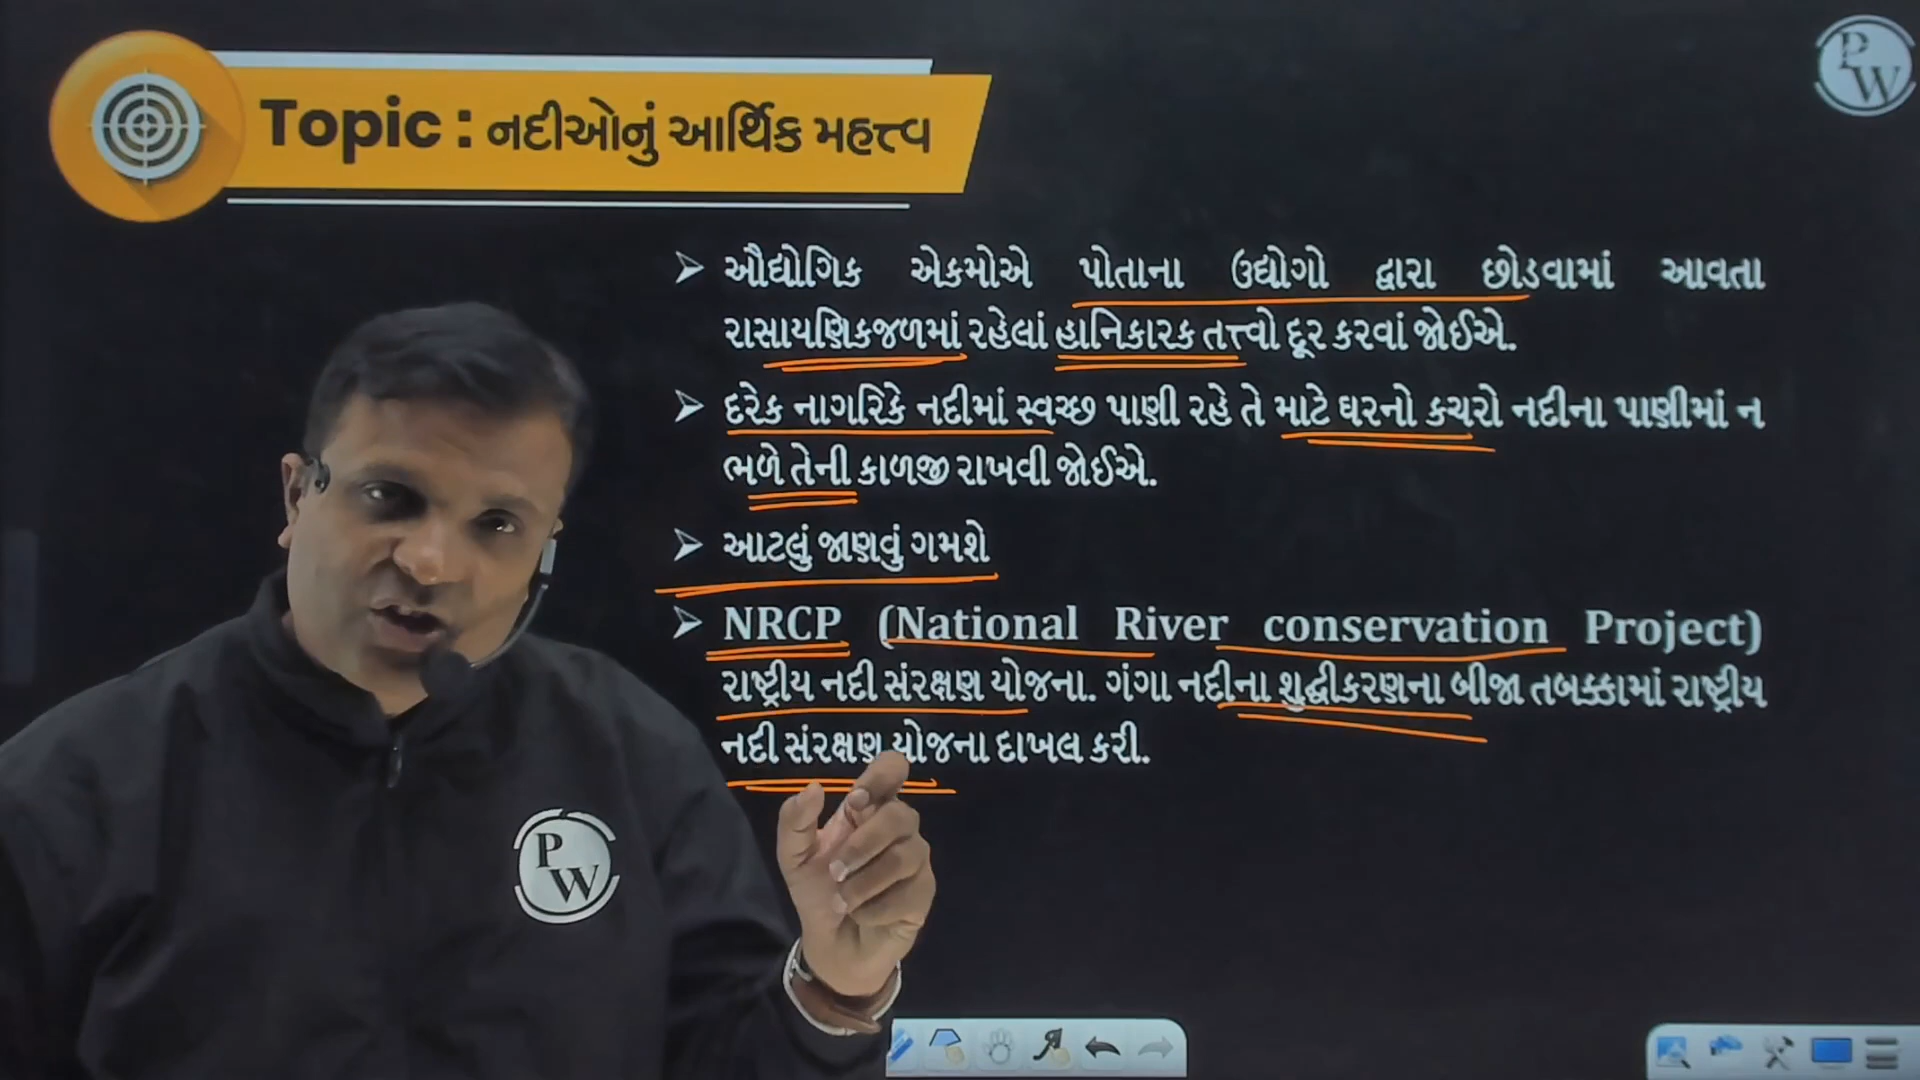 PW
Topic : નદીઓનું આર્થિક મહત્ત્વ
➤ ઔદ્યોગિક એકમોએ પોતાના ઉદ્યોગો દ્વારા છોડવામાં આવતા
રાસાયણિકજળમાં રહેલાં હાનિકારક તત્ત્વો દૂર કરવાં જોઈએ.
➤ દરેક નાગરિકે નદીમાં સ્વચ્છ પાણી રહે તે માટે ઘરનો કચરો નદીના પાણીમાં ન
ભળે તેની કાળજી રાખવી જોઈએ.
➤ આટલું જાણવું ગમશે
➤ NRCP (National River conservation Project)
રાષ્ટ્રીય નદી સંરક્ષણ યોજના. ગંગા નદીના શુદ્ધીકરણના બીજા તબક્કામાં રાષ્ટ્રીય
નદી સંરક્ષણ યોજના દાખલ કરી.
PW